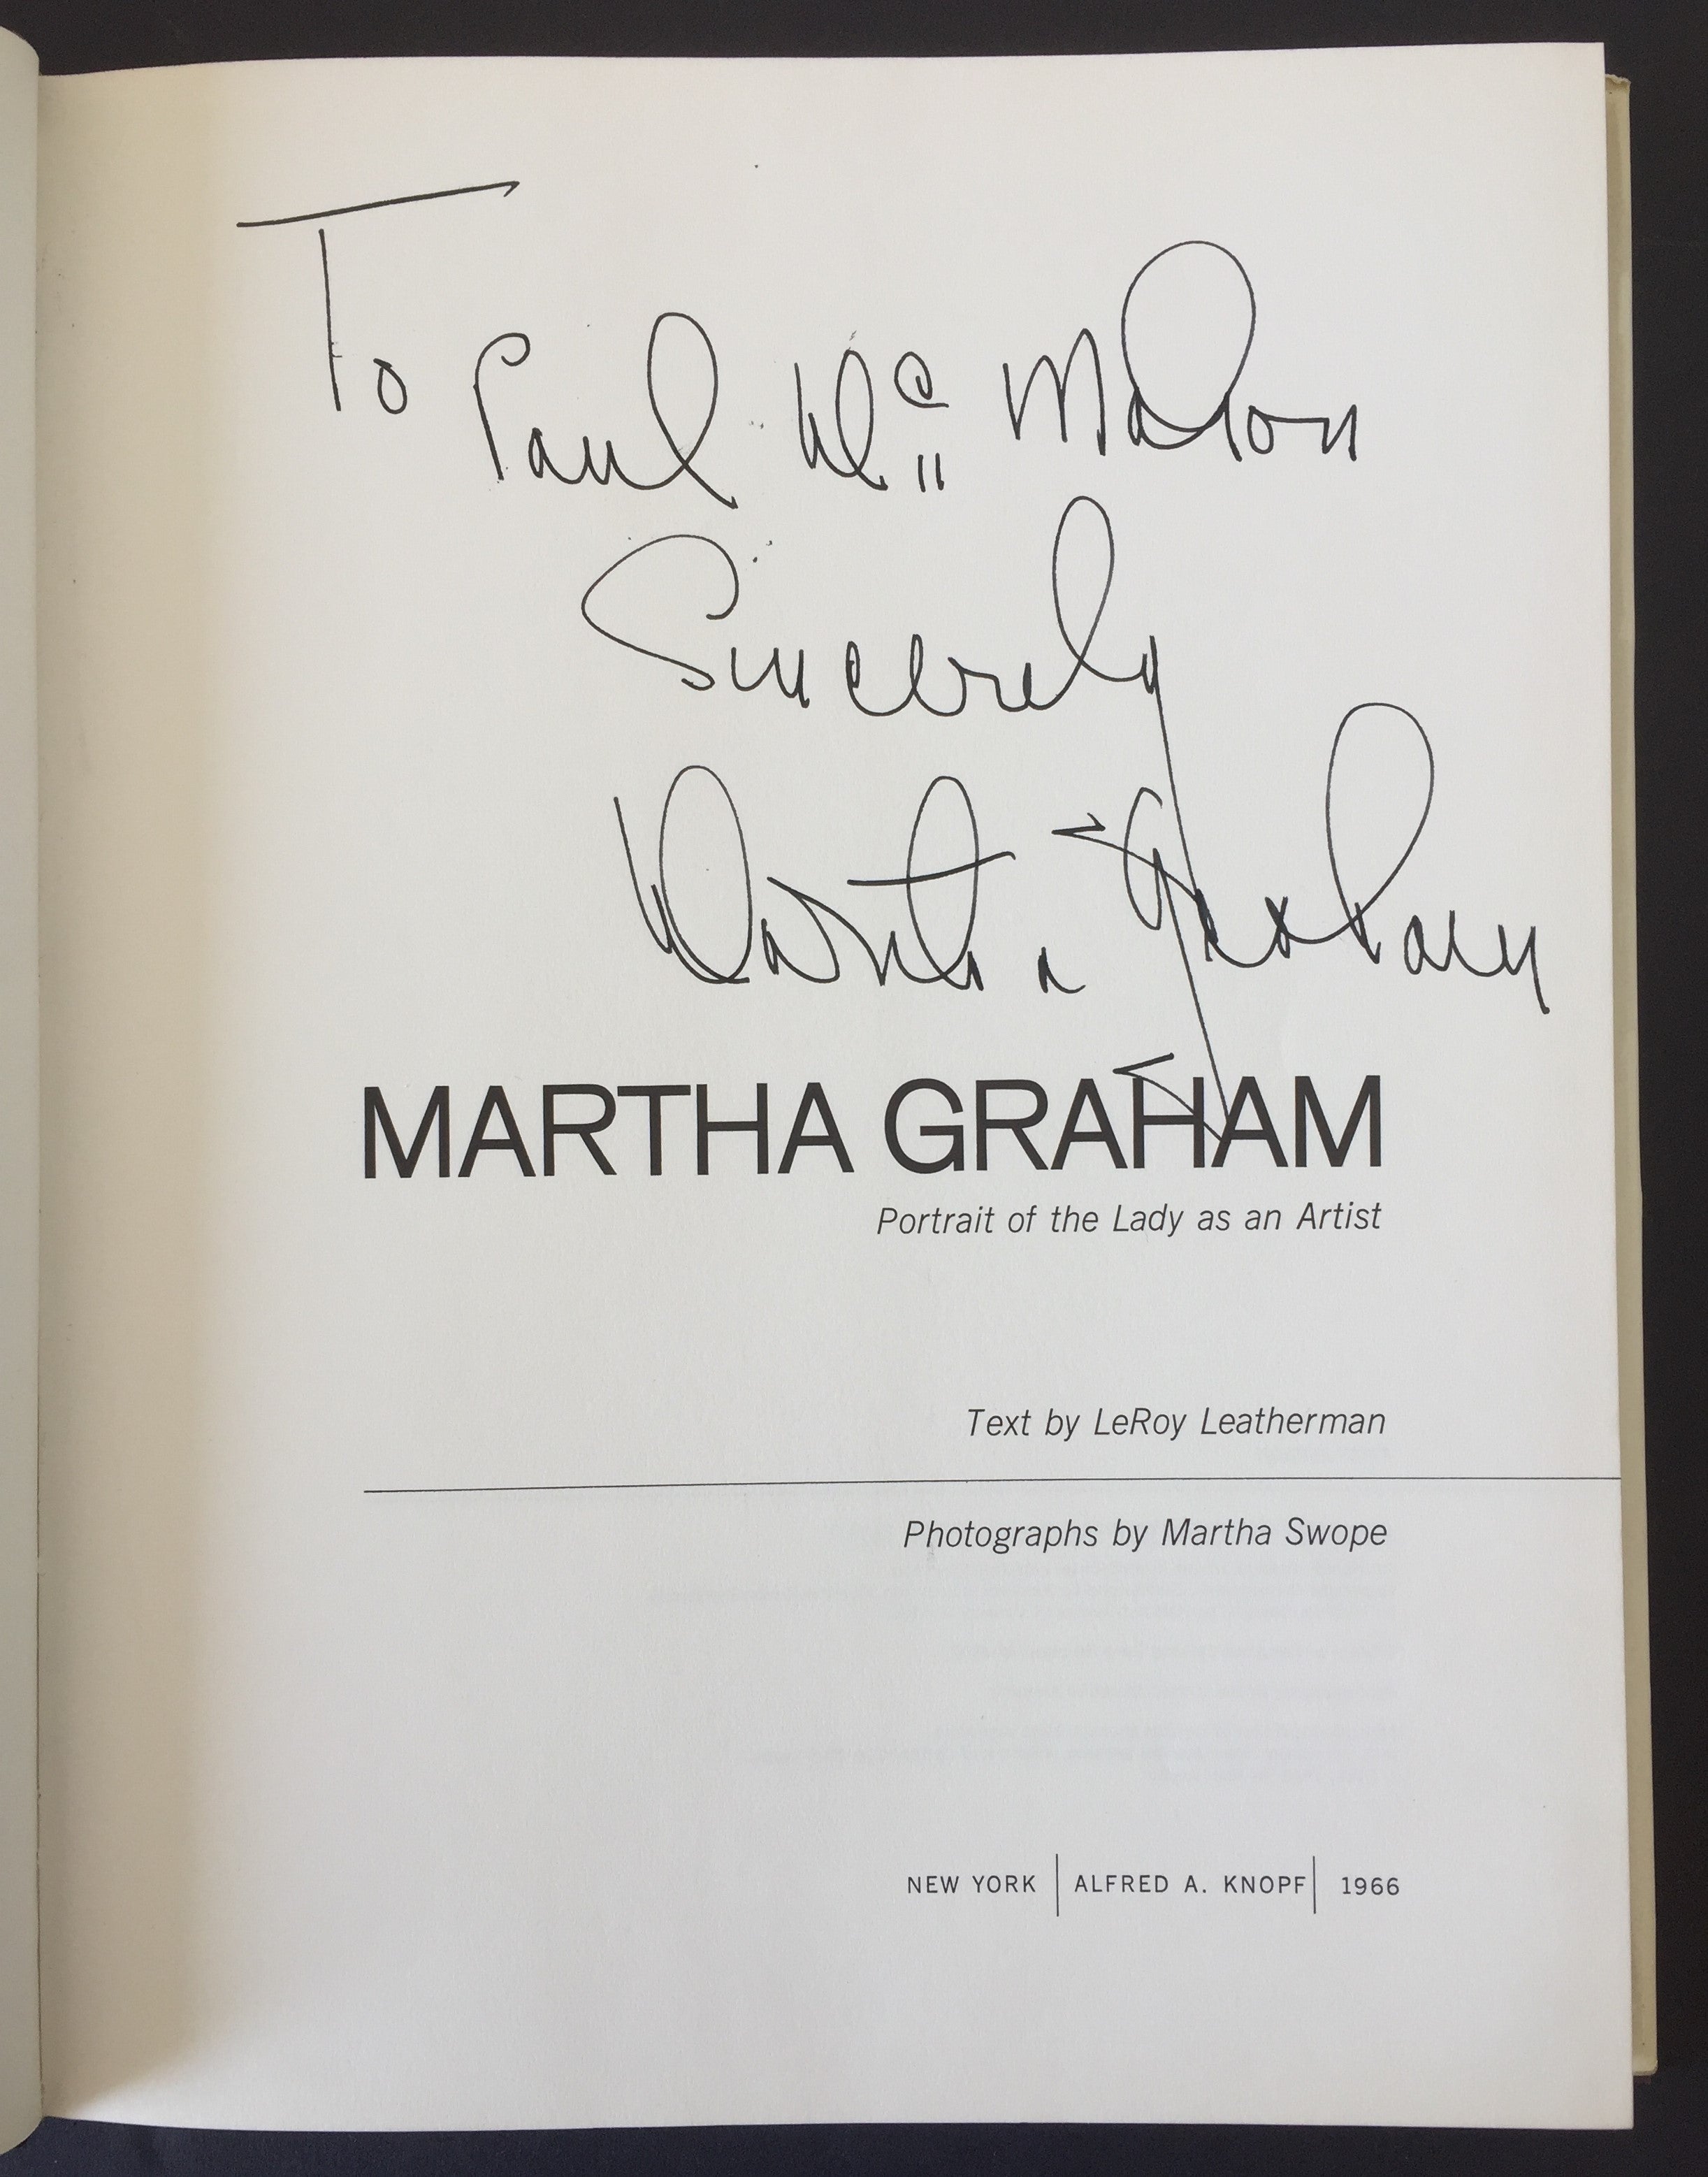 To Paul Mc Mahon
Sincerely
Martha Graham
MARTHA GRAHAM
Portrait of the Lady as an Artist
Text by LeRoy Leatherman
Photographs by Martha Swope
NEW YORK | ALFRED A. KNOPF | 1966